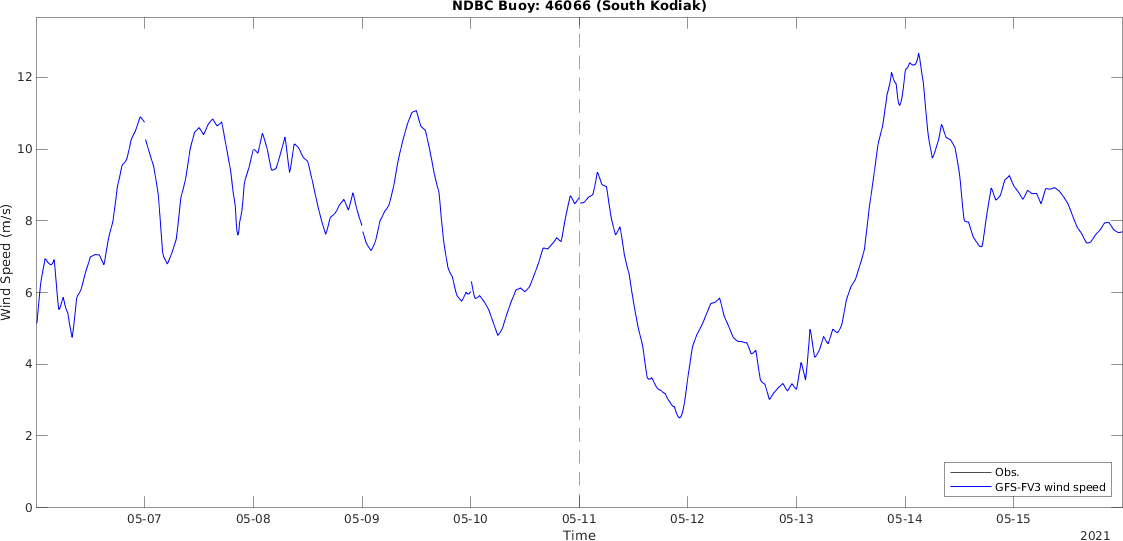 NDBC Buoy: 46066 (South Kodiak)
Wind Speed (m/s)
12
10
8
6
4
2
0
05-07 05-08 05-09 05-10 05-11 05-12 05-13 05-14 05-15
Time
2021
Obs.
GFS-FV3 wind speed